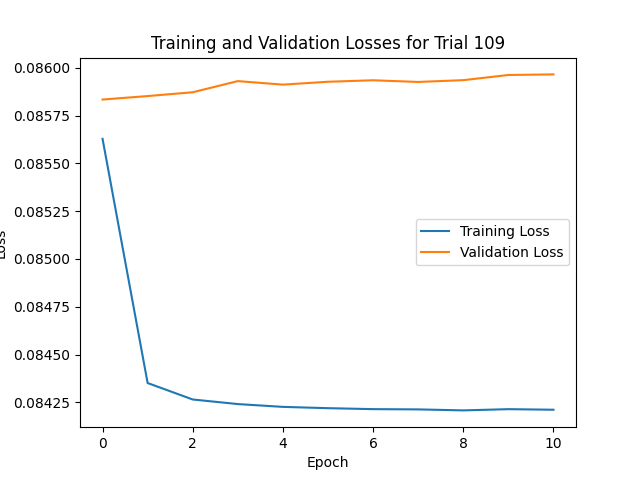 Training and Validation Losses for Trial 109
0.08600
0.08575
0.08550
0.08525
0.08500
0.08475
0.08450
0.08425
Loss
Training Loss
Validation Loss
0 2 4 6 8 10
Epoch